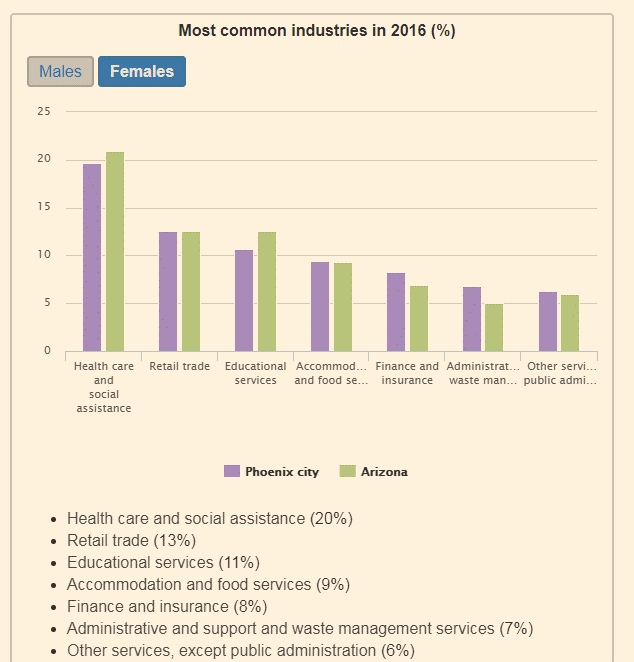 Most common industries in 2016 (%)
Males Females
25
20
15
10
5
0
Health care and social assistance
Retail trade
Educational services
Accommod... and food se...
Finance and insurance
Administrat... waste man...
Other servi... public admi...
Phoenix city Arizona
Health care and social assistance (20%)
Retail trade (13%)
Educational services (11%)
Accommodation and food services (9%)
Finance and insurance (8%)
Administrative and support and waste management services (7%)
Other services, except public administration (6%)